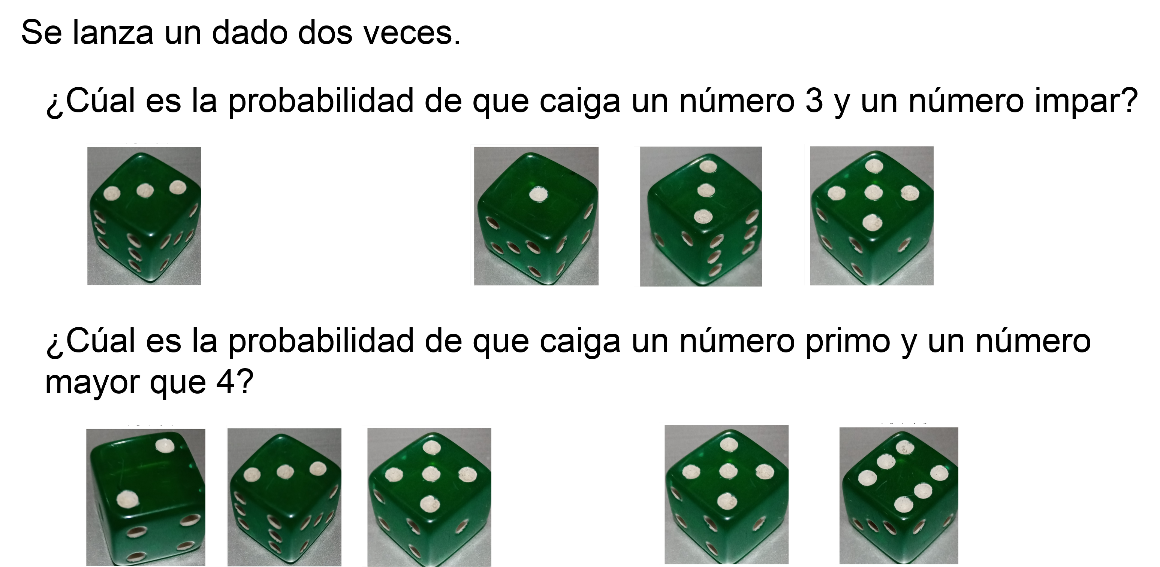 Se lanza un dado dos veces.
¿Cúal es la probabilidad de que caiga un número 3 y un número impar?
¿Cúal es la probabilidad de que caiga un número primo y un número
mayor que 4?